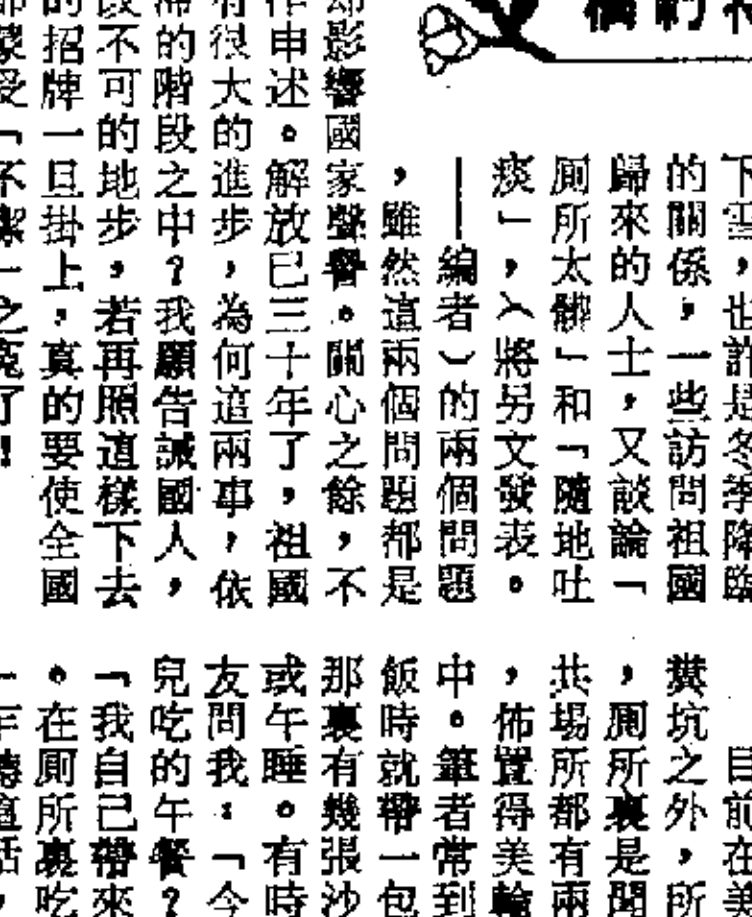 橋的
下雪,也許是冬季降臨
的關係,一些訪問祖國
歸來的人士,又談論「
厠所太髒」和「隨地吐
痰」,(將另文發表。
——編者)的兩個問題
,雖然這兩個問題都是
影響國家聲譽。關心之餘,不
申述。解放已三十年了,祖國
有很大的進步,為何這兩事,依
滯的階段之中?我願告誡國人,
段不可的地步,若再照這樣下去
的招牌一旦掛上,真的要使全國
蒙受「不潔」之冤了!
目前在美
糞坑之外,所
,厠所裏是閉
共場所都有兩
,佈置得美輪
中。筆者常到
飯時就帶一包
那裏有幾張沙
或午睡。有時
友問我:「今
兒吃的午餐?
「我自己帶來
。在厠所裏吃